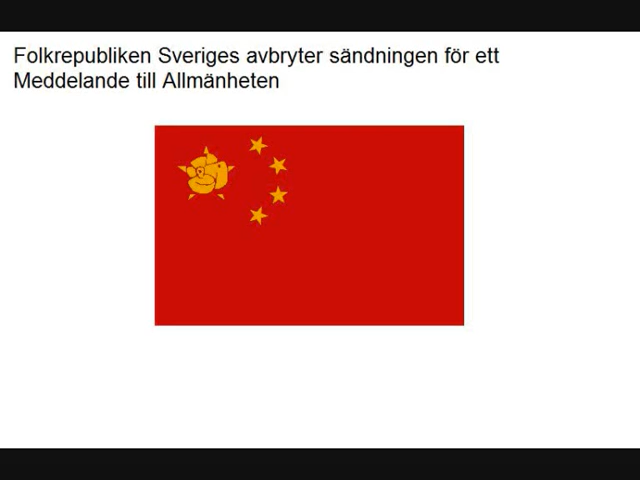 Folkrepubliken Sveriges avbryter sändningen för ett
Meddelande till Allmänheten